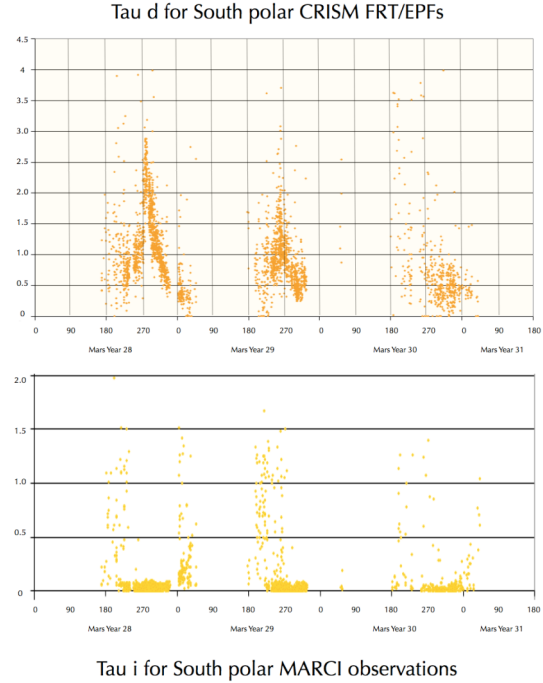 Tau d for South polar CRISM FRT/EPFs
4.5
4
3.5
3.0
2.5
2.0
1.5
1.0
0.5
0
0 90 180 270 0 90 180 270 0 90 180 270 0 90 180
Mars Year 28 Mars Year 29 Mars Year 30 Mars Year 31
2.0
1.5
1.0
0.5
0
0 90 180 270 0 90 180 270 0 90 180 270 0 90 180
Mars Year 28 Mars Year 29 Mars Year 30 Mars Year 31
Tau i for South polar MARCI observations